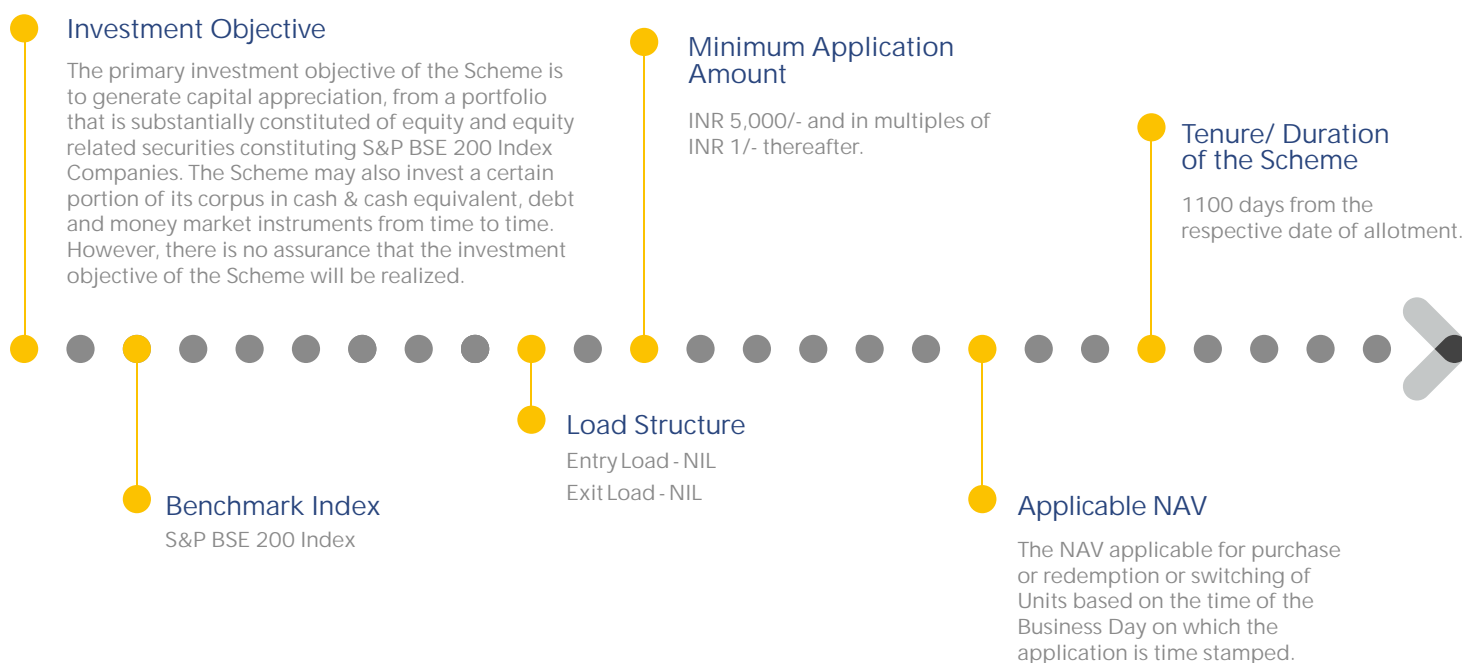 Investment Objective
The primary investment objective of the Scheme is
to generate capital appreciation, from a portfolio
that is substantially constituted of equity and equity
related securities constituting S&P BSE 200 Index
Companies. The Scheme may also invest a certain
portion of its corpus in cash & cash equivalent, debt
and money market instruments from time to time.
However, there is no assurance that the investment
objective of the Scheme will be realized.
Minimum Application
Amount
INR 5,000/- and in multiples of
INR 1/- thereafter.
Tenure/ Duration
of the Scheme
1100 days from the
respective date of allotment.
Benchmark Index
S&P BSE 200 Index
Load Structure
Entry Load - NIL
Exit Load - NIL
Applicable NAV
The NAV applicable for purchase
or redemption or switching of
Units based on the time of the
Business Day on which the
application is time stamped.